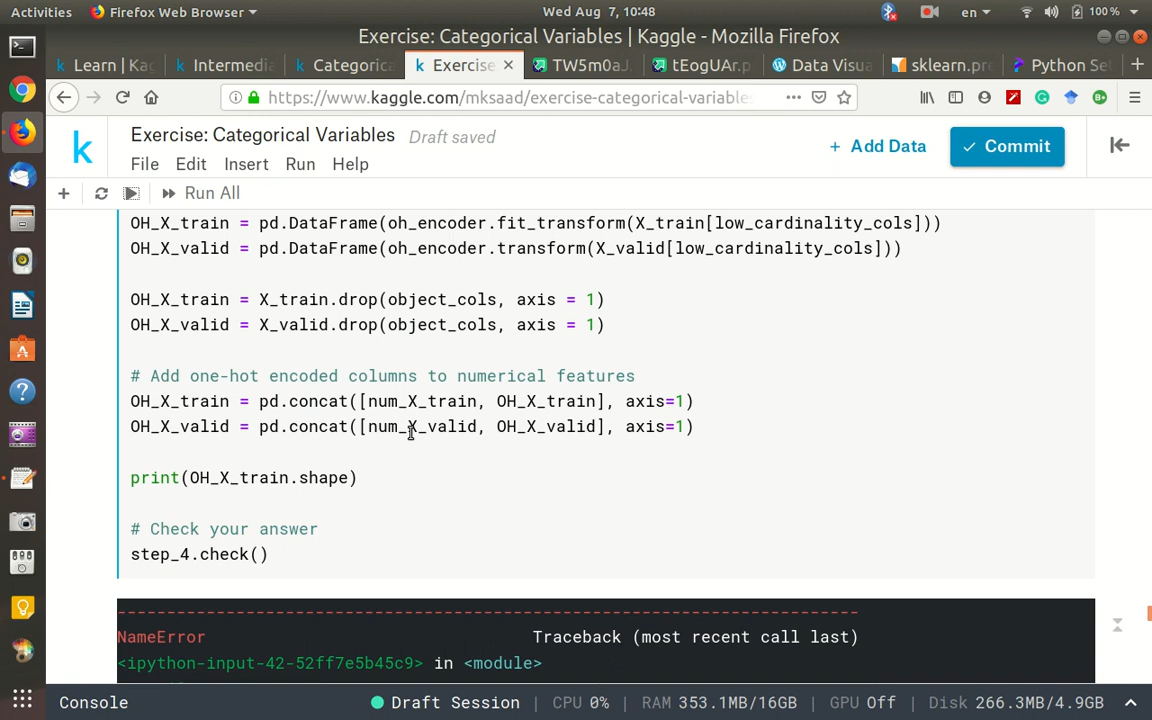 Activities Firefox Web Browser Wed Aug 7, 10:48 en 100 %
Exercise: Categorical Variables | Kaggle - Mozilla Firefox
Learn | Kag Intermedia Categorica Exercise TW5m0aJ tEogUAr.p Data Visua sklearn.pre Python Se
https://www.kaggle.com/mksaad/exercise-categorical-variables
Exercise: Categorical Variables Draft saved
File Edit Insert Run Help
+ Add Data Commit
Run All
OH_X_train = pd.DataFrame(oh_encoder.fit_transform(X_train[low_cardinality_cols]))
OH_X_valid = pd.DataFrame(oh_encoder.transform(X_valid[low_cardinality_cols]))
OH_X_train = X_train.drop(object_cols, axis = 1)
OH_X_valid = X_valid.drop(object_cols, axis = 1)
# Add one-hot encoded columns to numerical features
OH_X_train = pd.concat([num_X_train, OH_X_train], axis=1)
OH_X_valid = pd.concat([num_X_valid, OH_X_valid], axis=1)
print(OH_X_train.shape)
# Check your answer
step_4.check()
---------------------------------------------------------------------------
NameError Traceback (most recent call last)
<ipython-input-42-52ff7e5b45c9> in <module>
Console Draft Session | CPU 0% | RAM 353.1MB/16GB | GPU Off | Disk 266.3MB/4.9GB